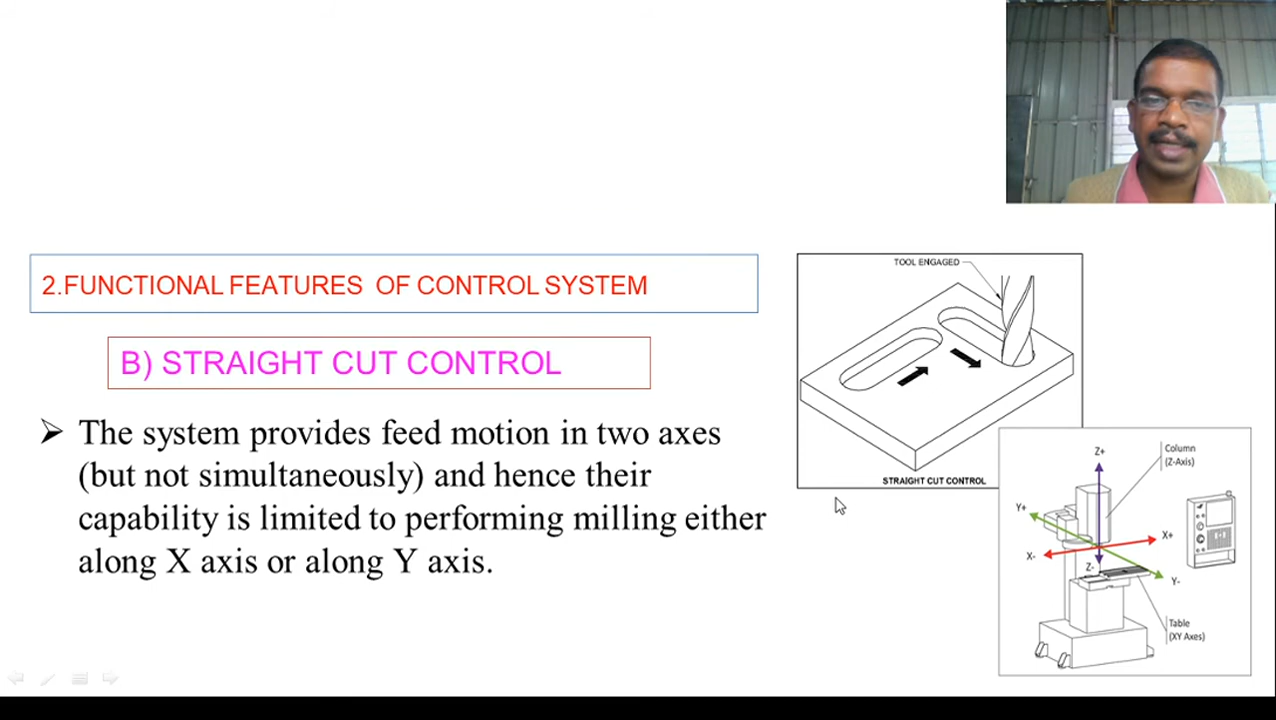 2.FUNCTIONAL FEATURES OF CONTROL SYSTEM
B) STRAIGHT CUT CONTROL
➢ The system provides feed motion in two axes
(but not simultaneously) and hence their
capability is limited to performing milling either
along X axis or along Y axis.
TOOL ENGAGED
STRAIGHT CUT CONTROL
Z+
Column
(Z-Axis)
Y+
X+
X-
Z-
Y-
Table
(XY Axes)